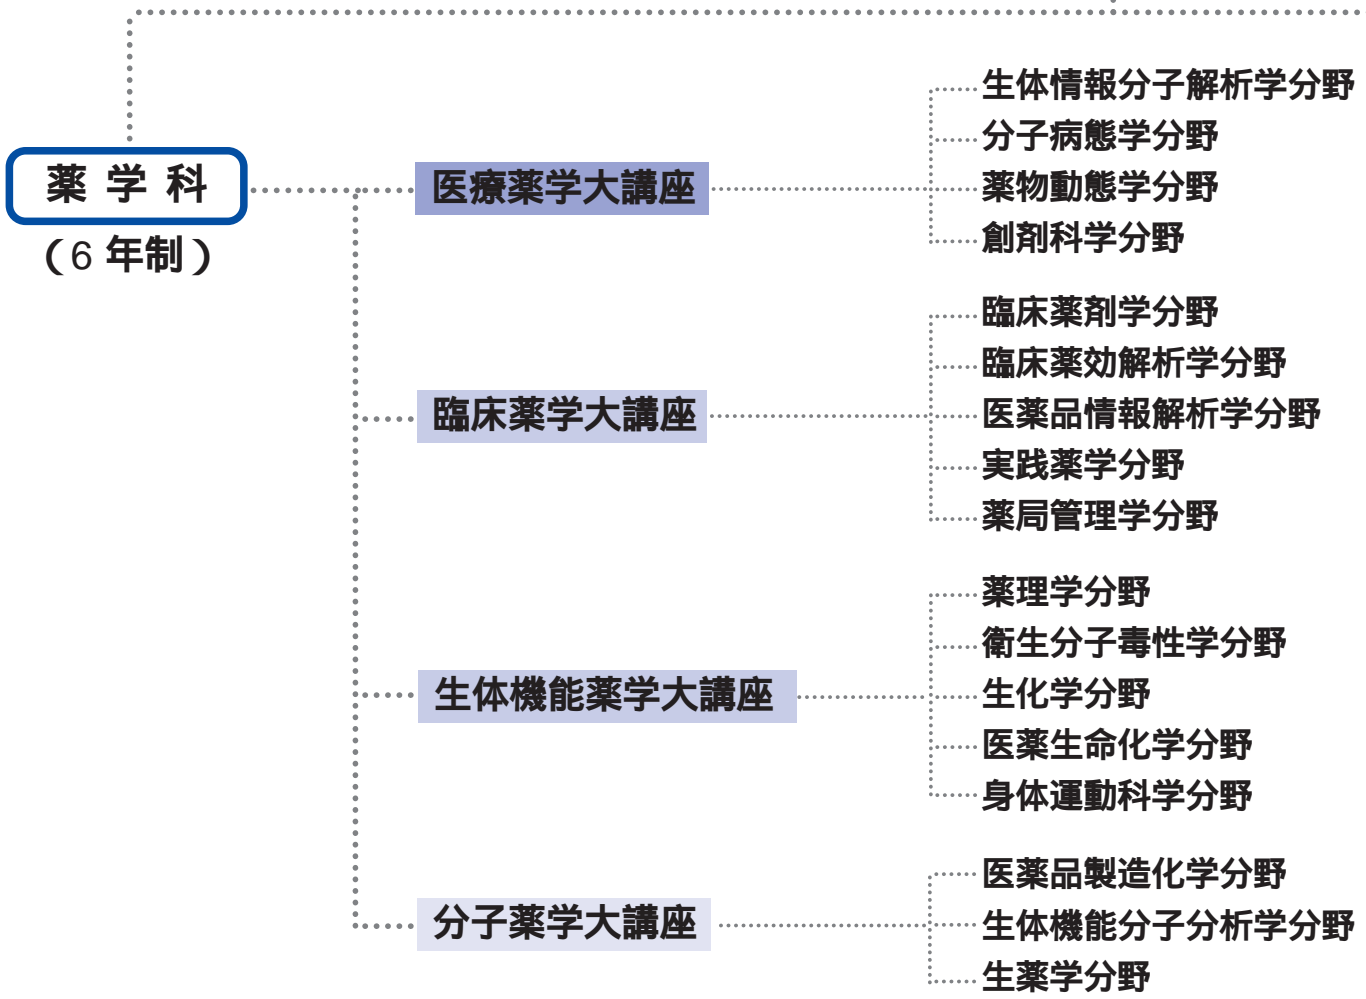 薬学科
（6年制）
医療薬学大講座
生体情報分子解析学分野
分子病態学分野
薬物動態学分野
創剤科学分野
臨床薬学大講座
臨床薬剤学分野
臨床薬効解析学分野
医薬品情報解析学分野
実践薬学分野
薬局管理学分野
生体機能薬学大講座
薬理学分野
衛生分子毒性学分野
生化学分野
医薬生命化学分野
身体運動科学分野
分子薬学大講座
医薬品製造化学分野
生体機能分子分析学分野
生薬学分野